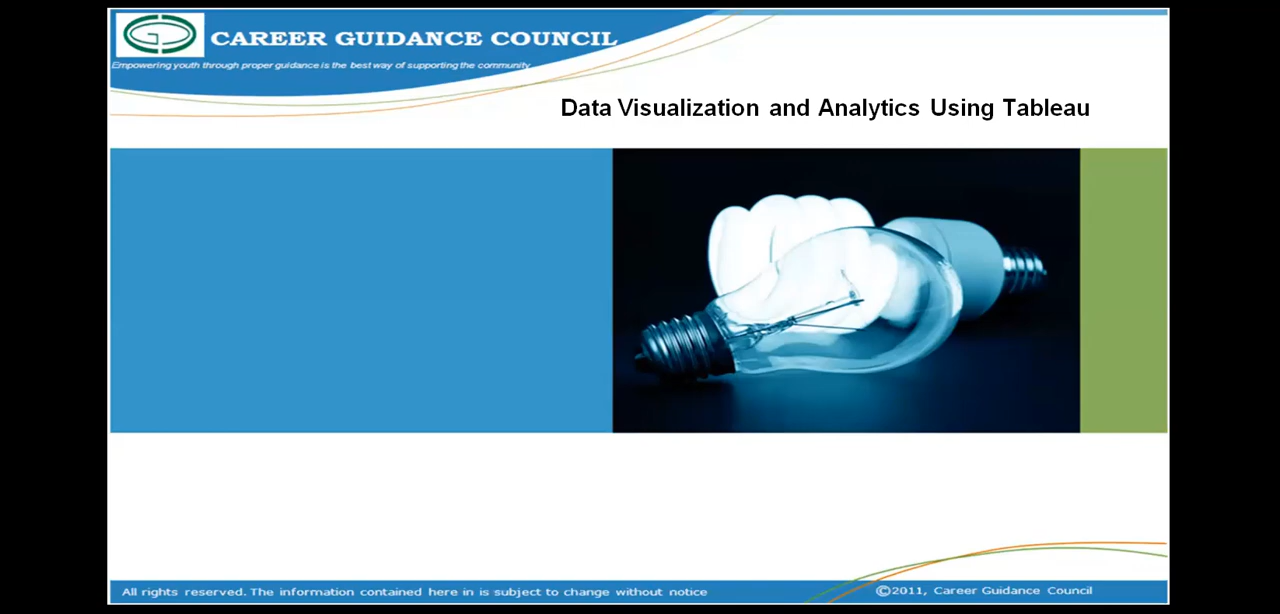 CAREER GUIDANCE COUNCIL
Empowering youth through proper guidance is the best way of supporting the community.
Data Visualization and Analytics Using Tableau
All rights reserved. The information contained here in is subject to change without notice
©2011, Career Guidance Council